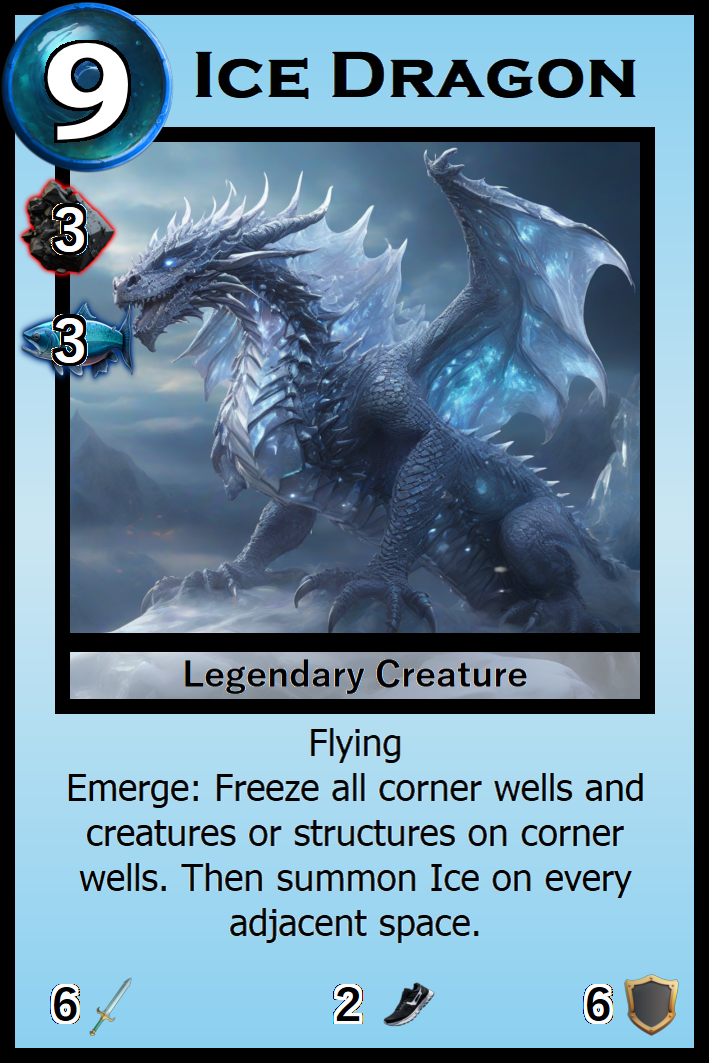 9
Ice Dragon
3
3
Legendary Creature
Flying
Emerge: Freeze all corner wells and
creatures or structures on corner
wells. Then summon Ice on every
adjacent space.
6 2 6